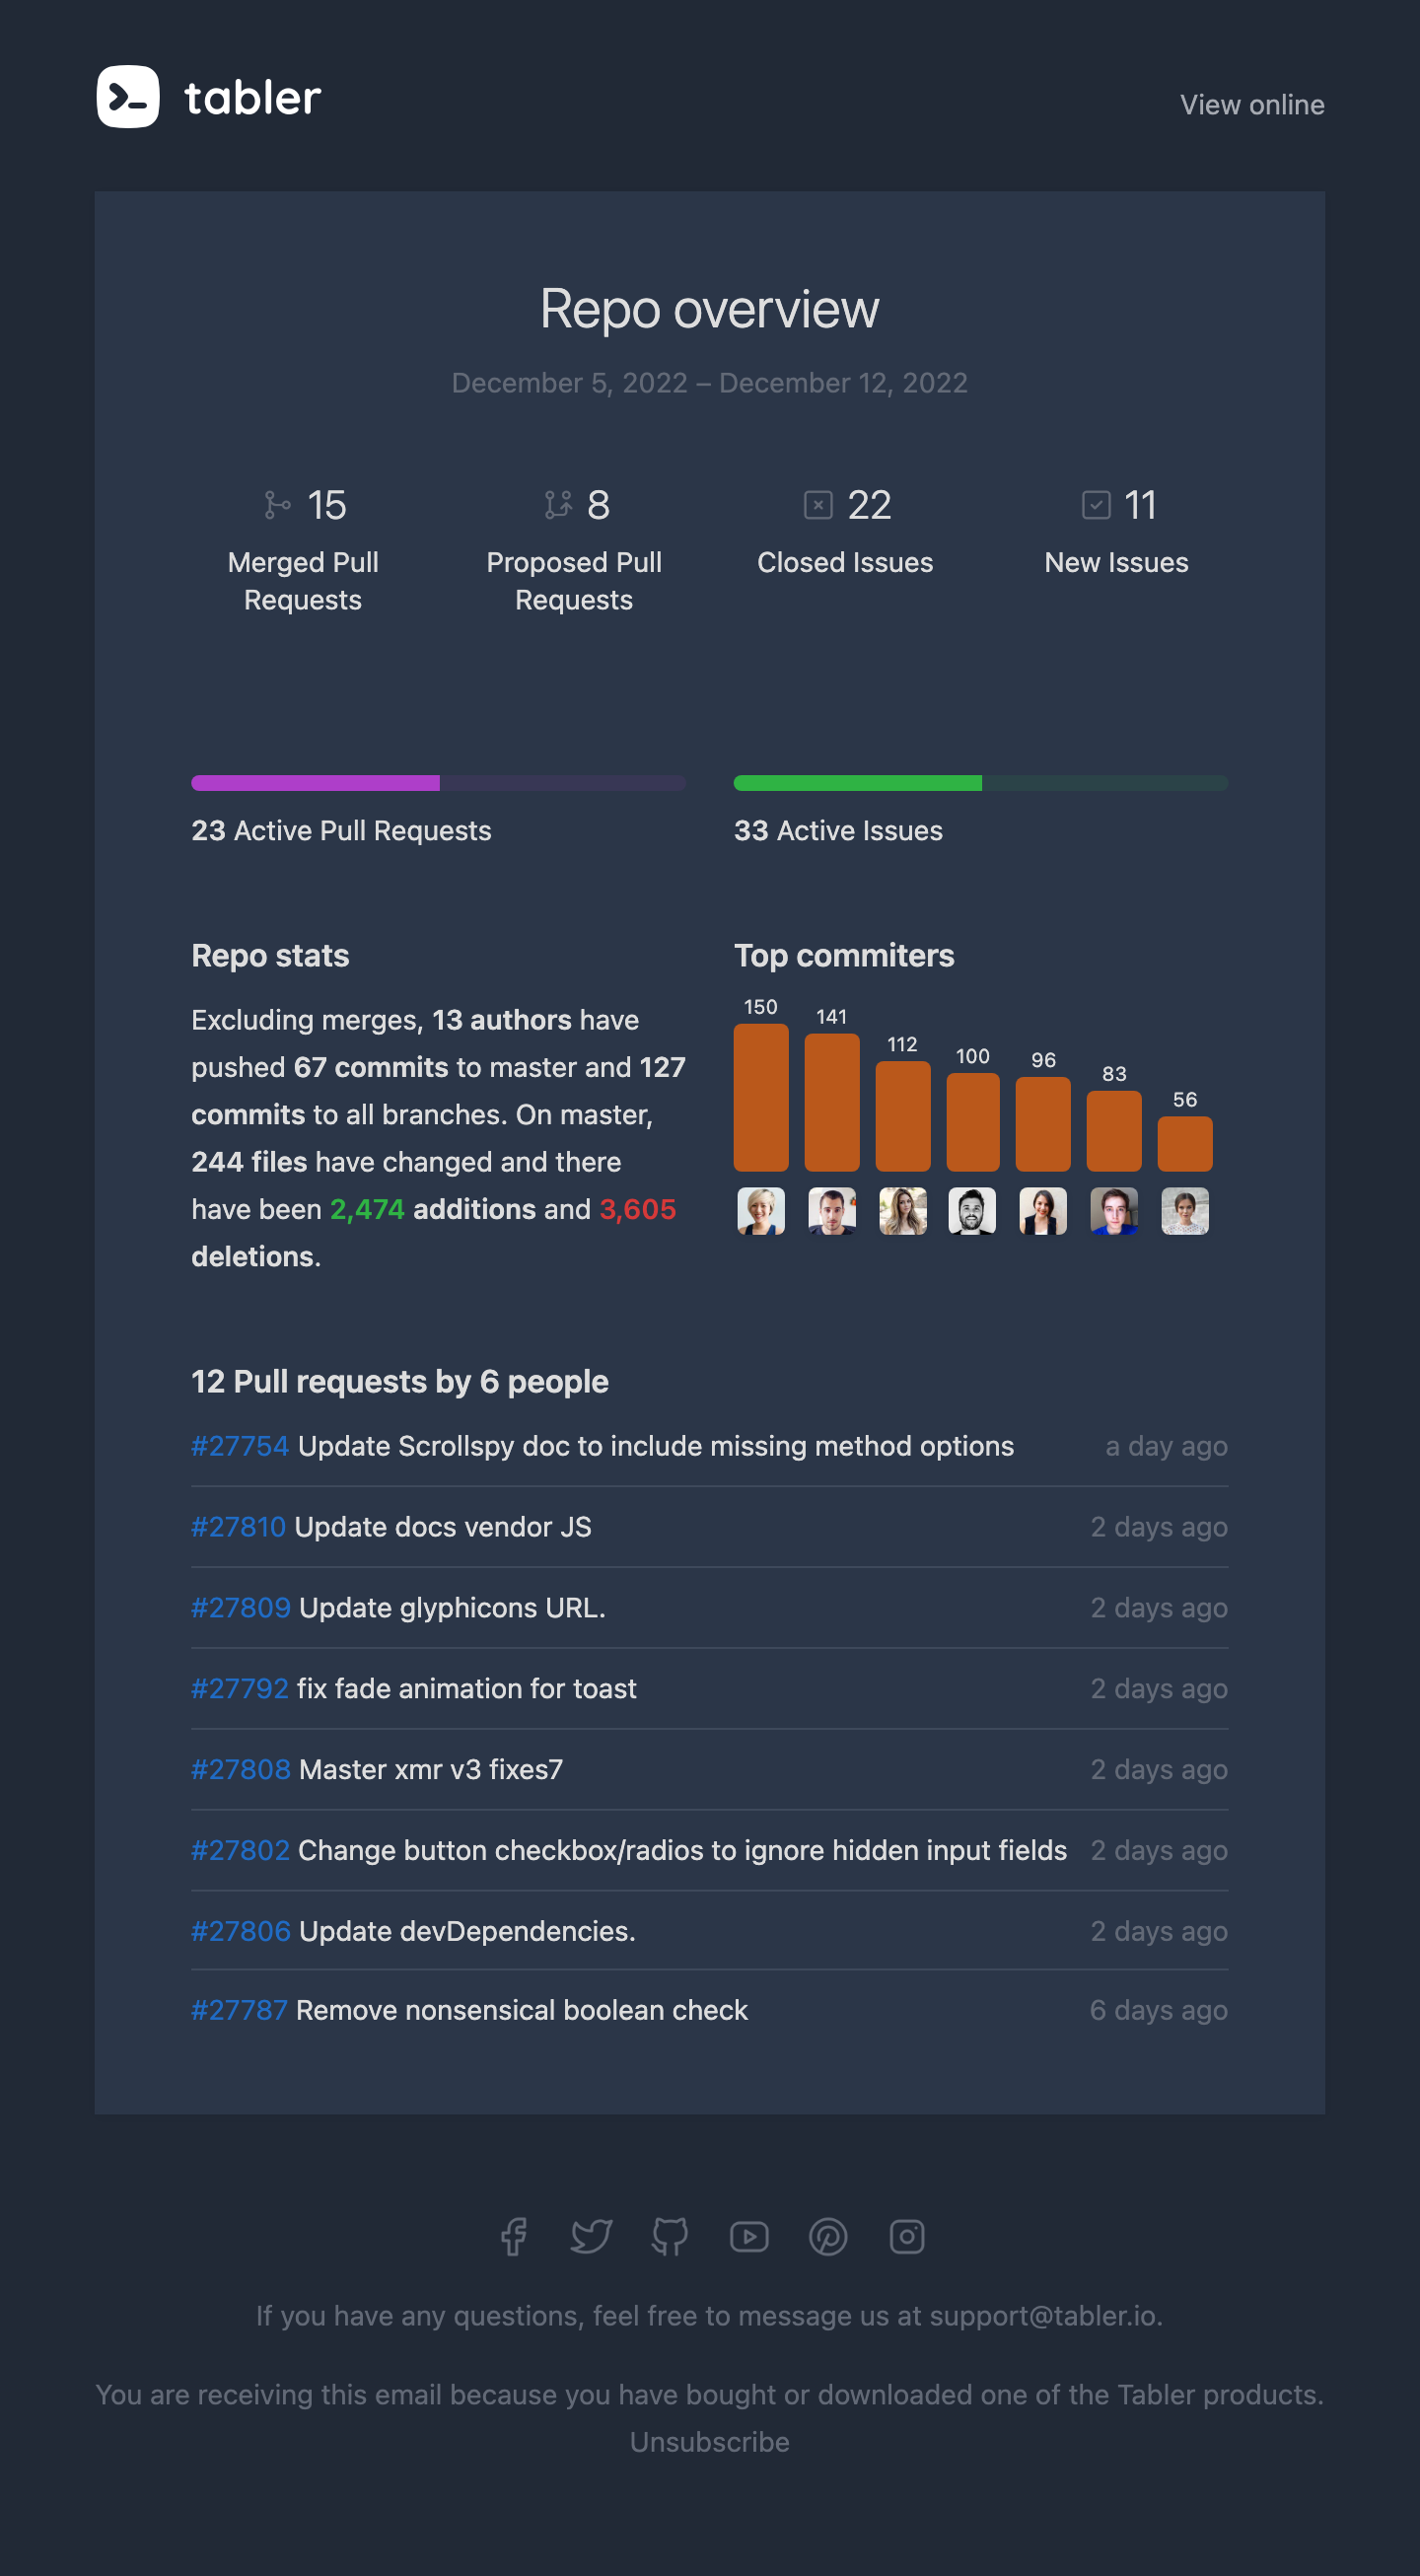 tabler
View online
Repo overview
December 5, 2022 – December 12, 2022
15
Merged Pull
Requests
8
Proposed Pull
Requests
22
Closed Issues
11
New Issues
23 Active Pull Requests
33 Active Issues
Repo stats
Excluding merges, 13 authors have
pushed 67 commits to master and 127
commits to all branches. On master,
244 files have changed and there
have been 2,474 additions and 3,605
deletions.
Top commiters
150
141
112
100
96
83
56
12 Pull requests by 6 people
#27754 Update Scrollspy doc to include missing method options a day ago
#27810 Update docs vendor JS 2 days ago
#27809 Update glyphicons URL. 2 days ago
#27792 fix fade animation for toast 2 days ago
#27808 Master xmr v3 fixes7 2 days ago
#27802 Change button checkbox/radios to ignore hidden input fields 2 days ago
#27806 Update devDependencies. 2 days ago
#27787 Remove nonsensical boolean check 6 days ago
If you have any questions, feel free to message us at support@tabler.io.
You are receiving this email because you have bought or downloaded one of the Tabler products.
Unsubscribe